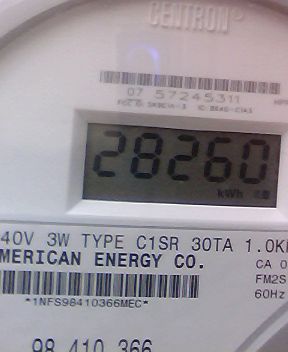 CENTRON®
07 57245311
28260
kWh
40V 3W TYPE C1SR 30TA 1.0K
MERICAN ENERGY CO.
CA 0
FM2S
60Hz
*1NFS98410366MEC*
98 410 366